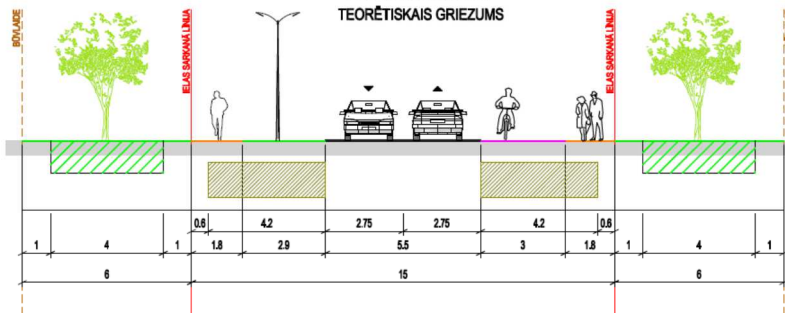 TEORĒTISKAIS GRIEZUMS
BŪVLAIDE
IELAS SARKANĀ LĪNIJA
IELAS SARKANĀ LĪNIJA
0.6 4.2 2.75 2.75 4.2 0.6
1 4 1 1.8 2.9 5.5 3 1.8 1 4 1
6 15 6